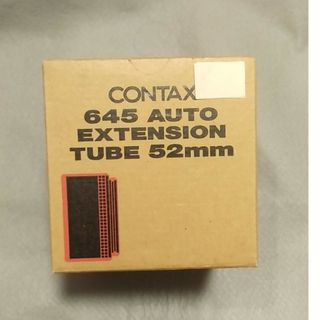 CONTAX
645 AUTO
EXTENSION
TUBE 52mm